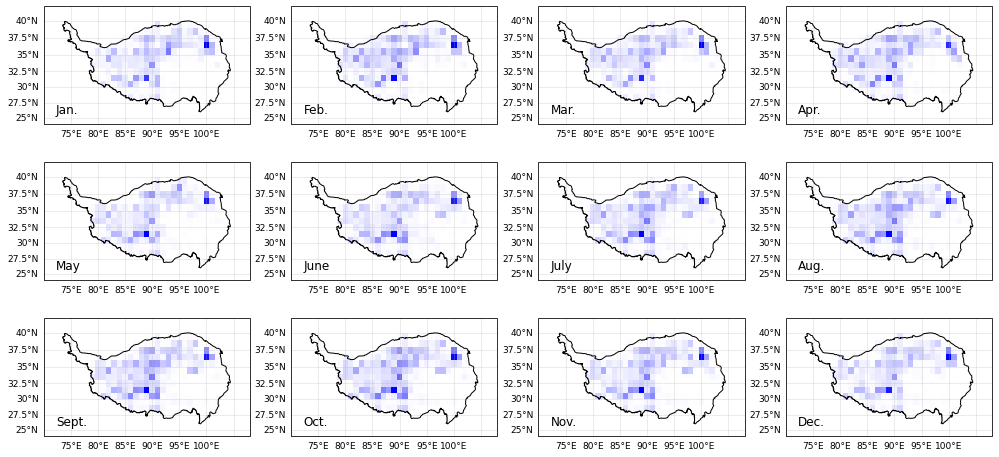 40°N 40°N 40°N 40°N
37.5°N 37.5°N 37.5°N 37.5°N
35°N 35°N 35°N 35°N
32.5°N 32.5°N 32.5°N 32.5°N
30°N 30°N 30°N 30°N
27.5°N Jan. 27.5°N Feb. 27.5°N Mar. 27.5°N Apr.
25°N 25°N 25°N 25°N
75°E 80°E 85°E 90°E 95°E 100°E 75°E 80°E 85°E 90°E 95°E 100°E 75°E 80°E 85°E 90°E 95°E 100°E 75°E 80°E 85°E 90°E 95°E 100°E
40°N 40°N 40°N 40°N
37.5°N 37.5°N 37.5°N 37.5°N
35°N 35°N 35°N 35°N
32.5°N 32.5°N 32.5°N 32.5°N
30°N 30°N 30°N 30°N
27.5°N May 27.5°N June 27.5°N July 27.5°N Aug.
25°N 25°N 25°N 25°N
75°E 80°E 85°E 90°E 95°E 100°E 75°E 80°E 85°E 90°E 95°E 100°E 75°E 80°E 85°E 90°E 95°E 100°E 75°E 80°E 85°E 90°E 95°E 100°E
40°N 40°N 40°N 40°N
37.5°N 37.5°N 37.5°N 37.5°N
35°N 35°N 35°N 35°N
32.5°N 32.5°N 32.5°N 32.5°N
30°N 30°N 30°N 30°N
27.5°N Sept. 27.5°N Oct. 27.5°N Nov. 27.5°N Dec.
25°N 25°N 25°N 25°N
75°E 80°E 85°E 90°E 95°E 100°E 75°E 80°E 85°E 90°E 95°E 100°E 75°E 80°E 85°E 90°E 95°E 100°E 75°E 80°E 85°E 90°E 95°E 100°E